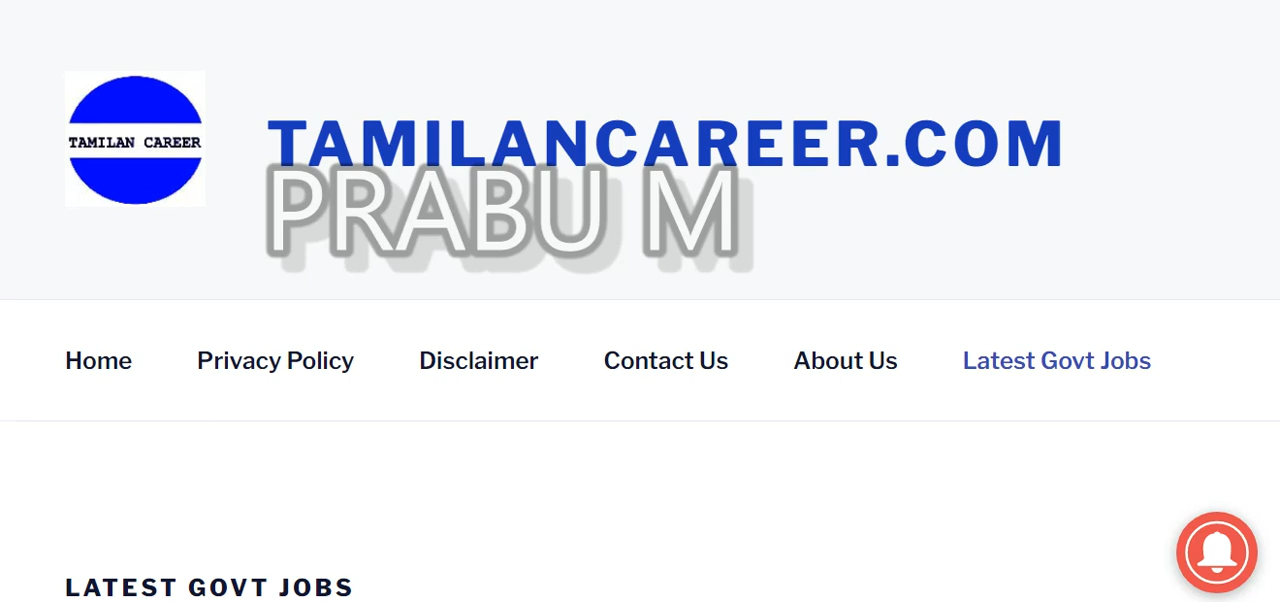 TAMILAN CAREER
TAMILANCAREER.COM
PRABU M
Home Privacy Policy Disclaimer Contact Us About Us Latest Govt Jobs
LATEST GOVT JOBS